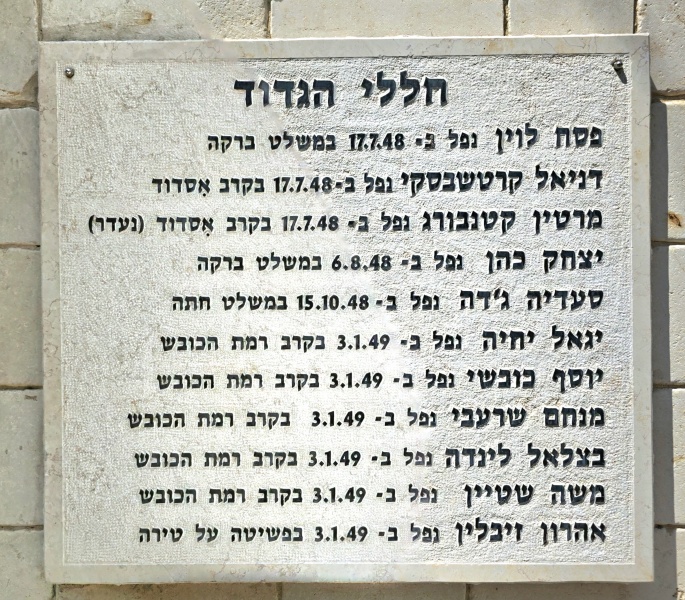 חללי הגדוד
פסח לוין נפל ב- 17.7.48 במשלט ברקה
דניאל קרטשבסקי נפל ב- 17.7.48 בקרב אִסדוד
מרטין קטנבורג נפל ב- 17.7.48 בקרב אִסדוד (נעדר)
יצחק כהן נפל ב- 6.8.48 במשלט ברקה
סעדיה ג'דה נפל ב- 15.10.48 במשלט חתה
יגאל יחיה נפל ב- 3.1.49 בקרב רמת הכובש
יוסף כובשי נפל ב- 3.1.49 בקרב רמת הכובש
מנחם שרעבי נפל ב- 3.1.49 בקרב רמת הכובש
בצלאל לינדה נפל ב- 3.1.49 בקרב רמת הכובש
משה שטיין נפל ב- 3.1.49 בקרב רמת הכובש
אהרון זיבלין נפל ב- 3.1.49 בפשיטה על טירה